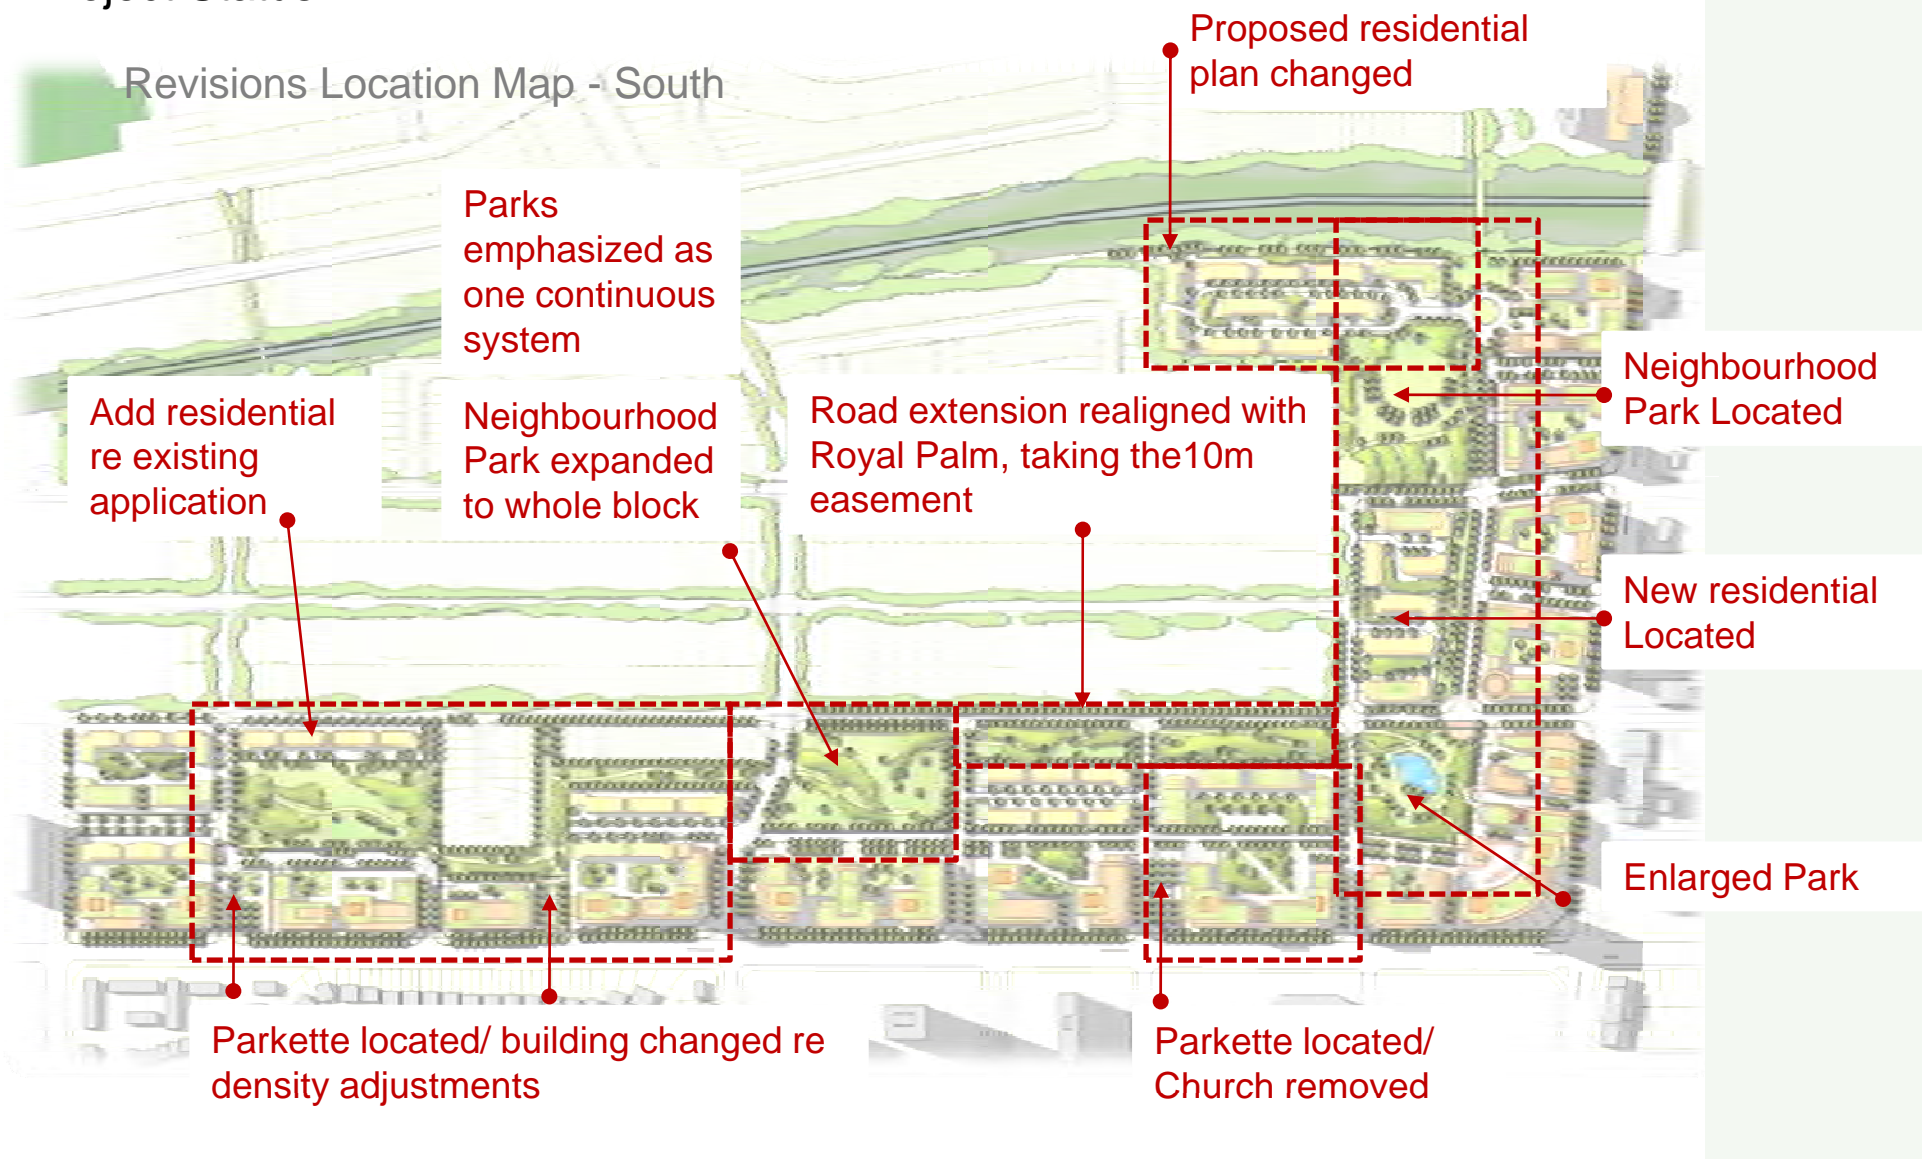 Revisions Location Map - South
Proposed residential
plan changed
Parks
emphasized as
one continuous
system
Neighbourhood
Park Located
Add residential
re existing
application
Neighbourhood
Park expanded
to whole block
Road extension realigned with
Royal Palm, taking the10m
easement
New residential
Located
Enlarged Park
Parkette located/ building changed re
density adjustments
Parkette located/
Church removed